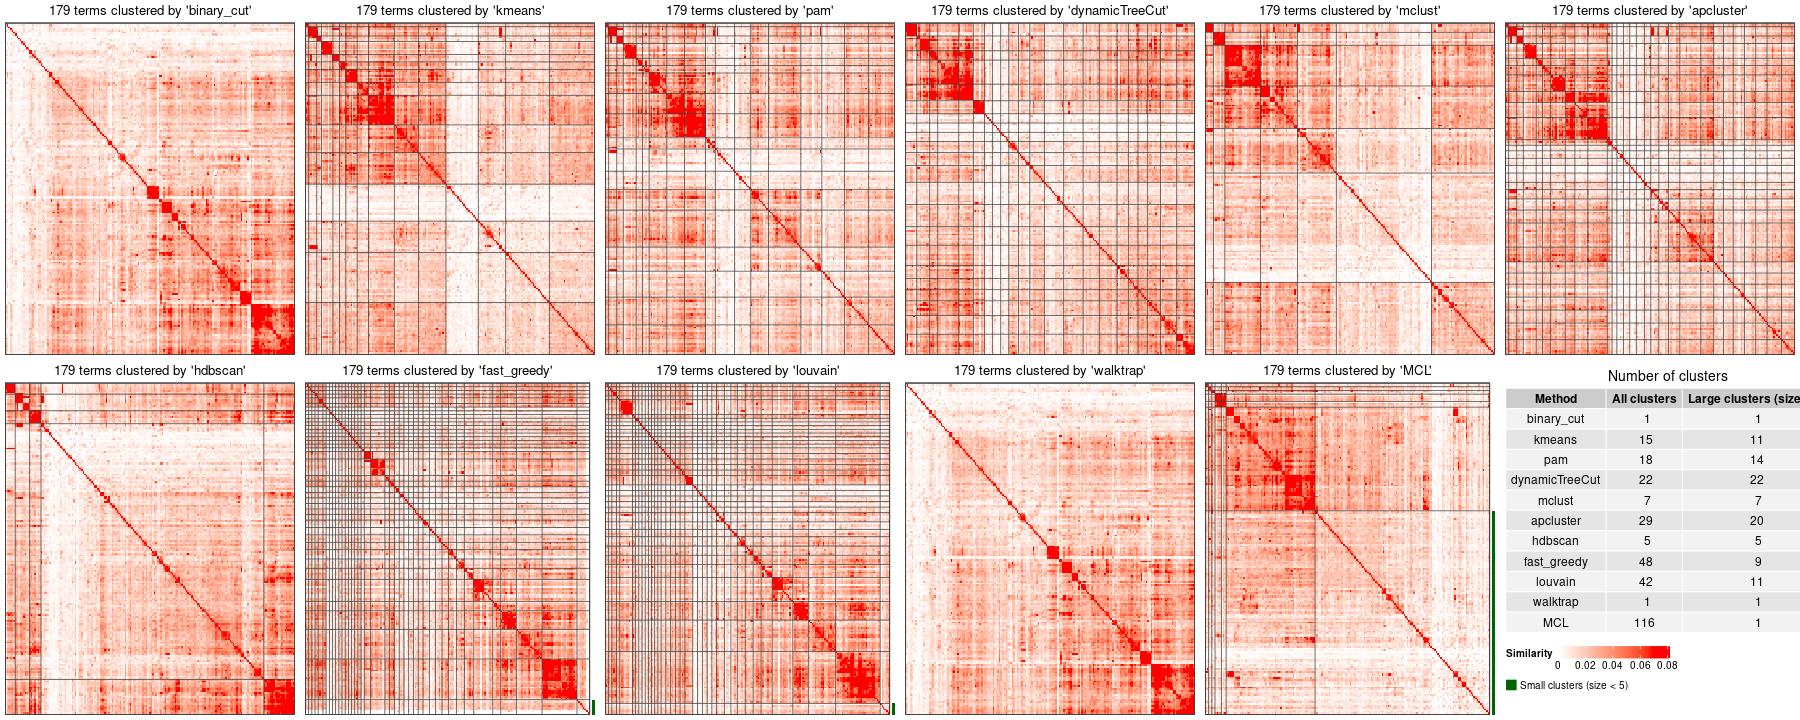 179 terms clustered by 'binary_cut'
179 terms clustered by 'kmeans'
179 terms clustered by 'pam'
179 terms clustered by 'dynamicTreeCut'
179 terms clustered by 'mclust'
179 terms clustered by 'apcluster'
179 terms clustered by 'hdbscan'
179 terms clustered by 'fast_greedy'
179 terms clustered by 'louvain'
179 terms clustered by 'walktrap'
179 terms clustered by 'MCL'
Number of clusters
Method All clusters Large clusters (size
binary_cut 1 1
kmeans 15 11
pam 18 14
dynamicTreeCut 22 22
mclust 7 7
apcluster 29 20
hdbscan 5 5
fast_greedy 48 9
louvain 42 11
walktrap 1 1
MCL 116 1
Similarity
0 0.02 0.04 0.06 0.08
Small clusters (size < 5)